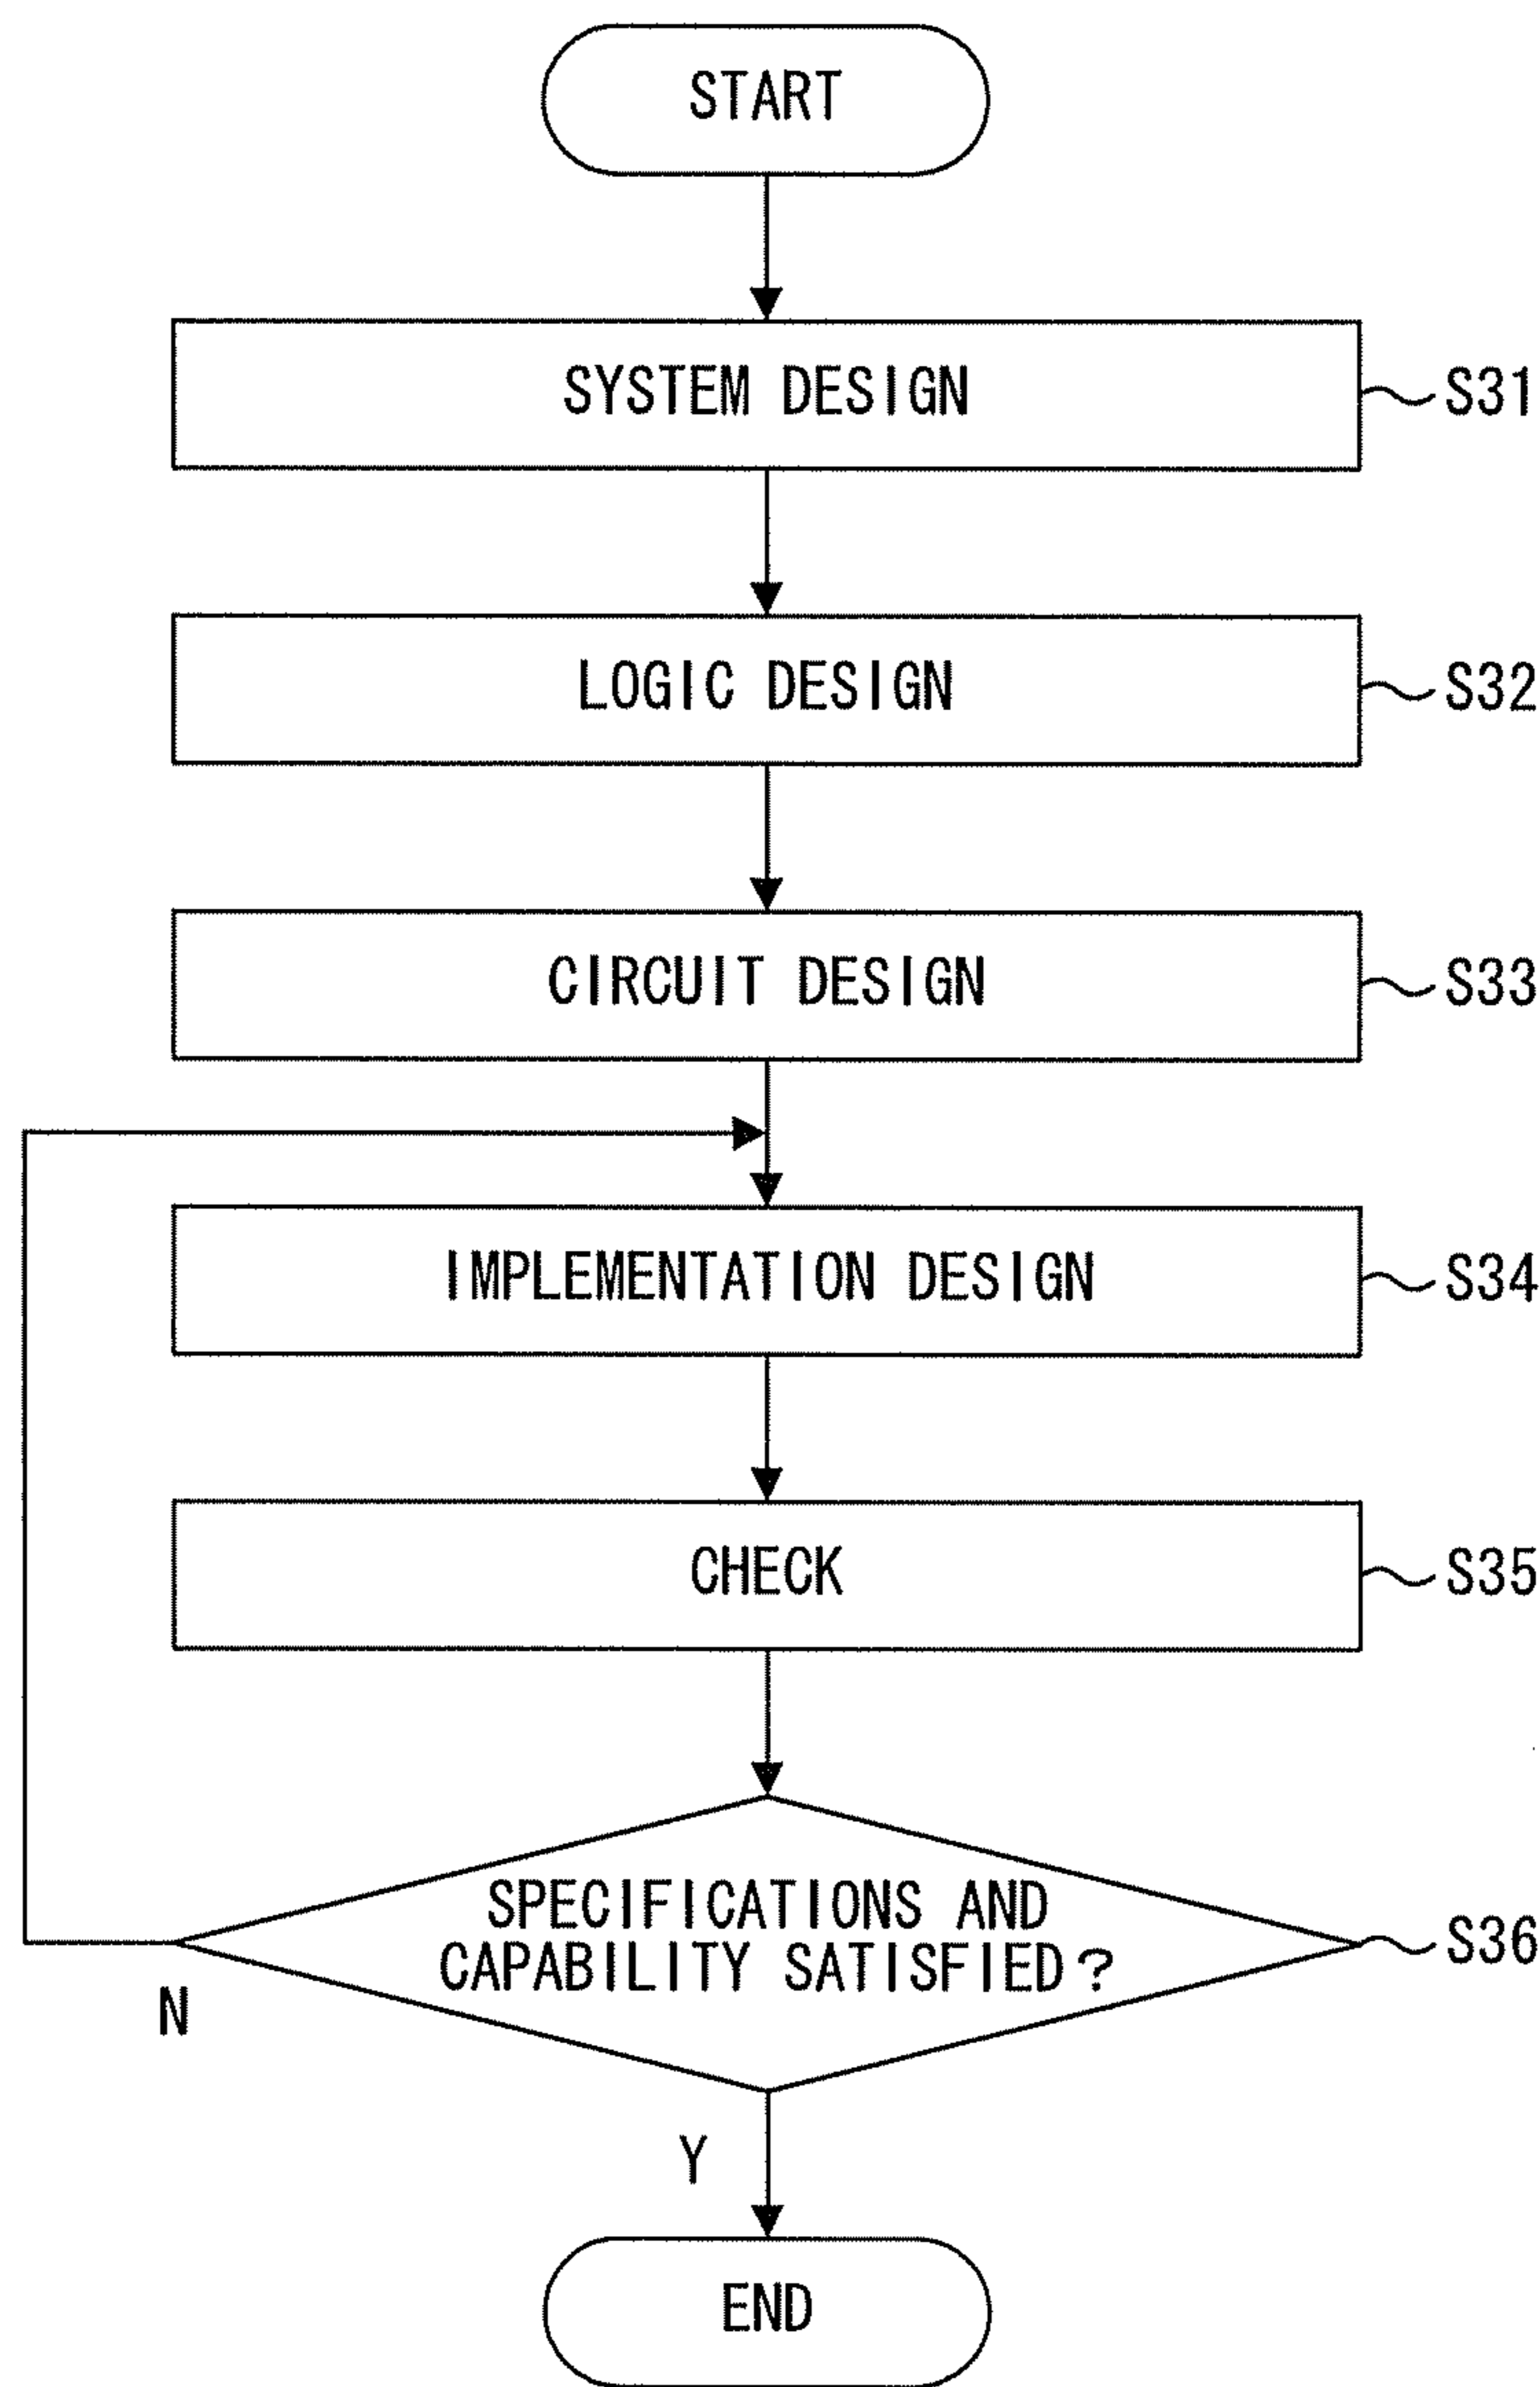 START
SYSTEM DESIGN S31
LOGIC DESIGN S32
CIRCUIT DESIGN S33
IMPLEMENTATION DESIGN S34
CHECK S35
SPECIFICATIONS AND
CAPABILITY SATISFIED? S36
N
Y
END